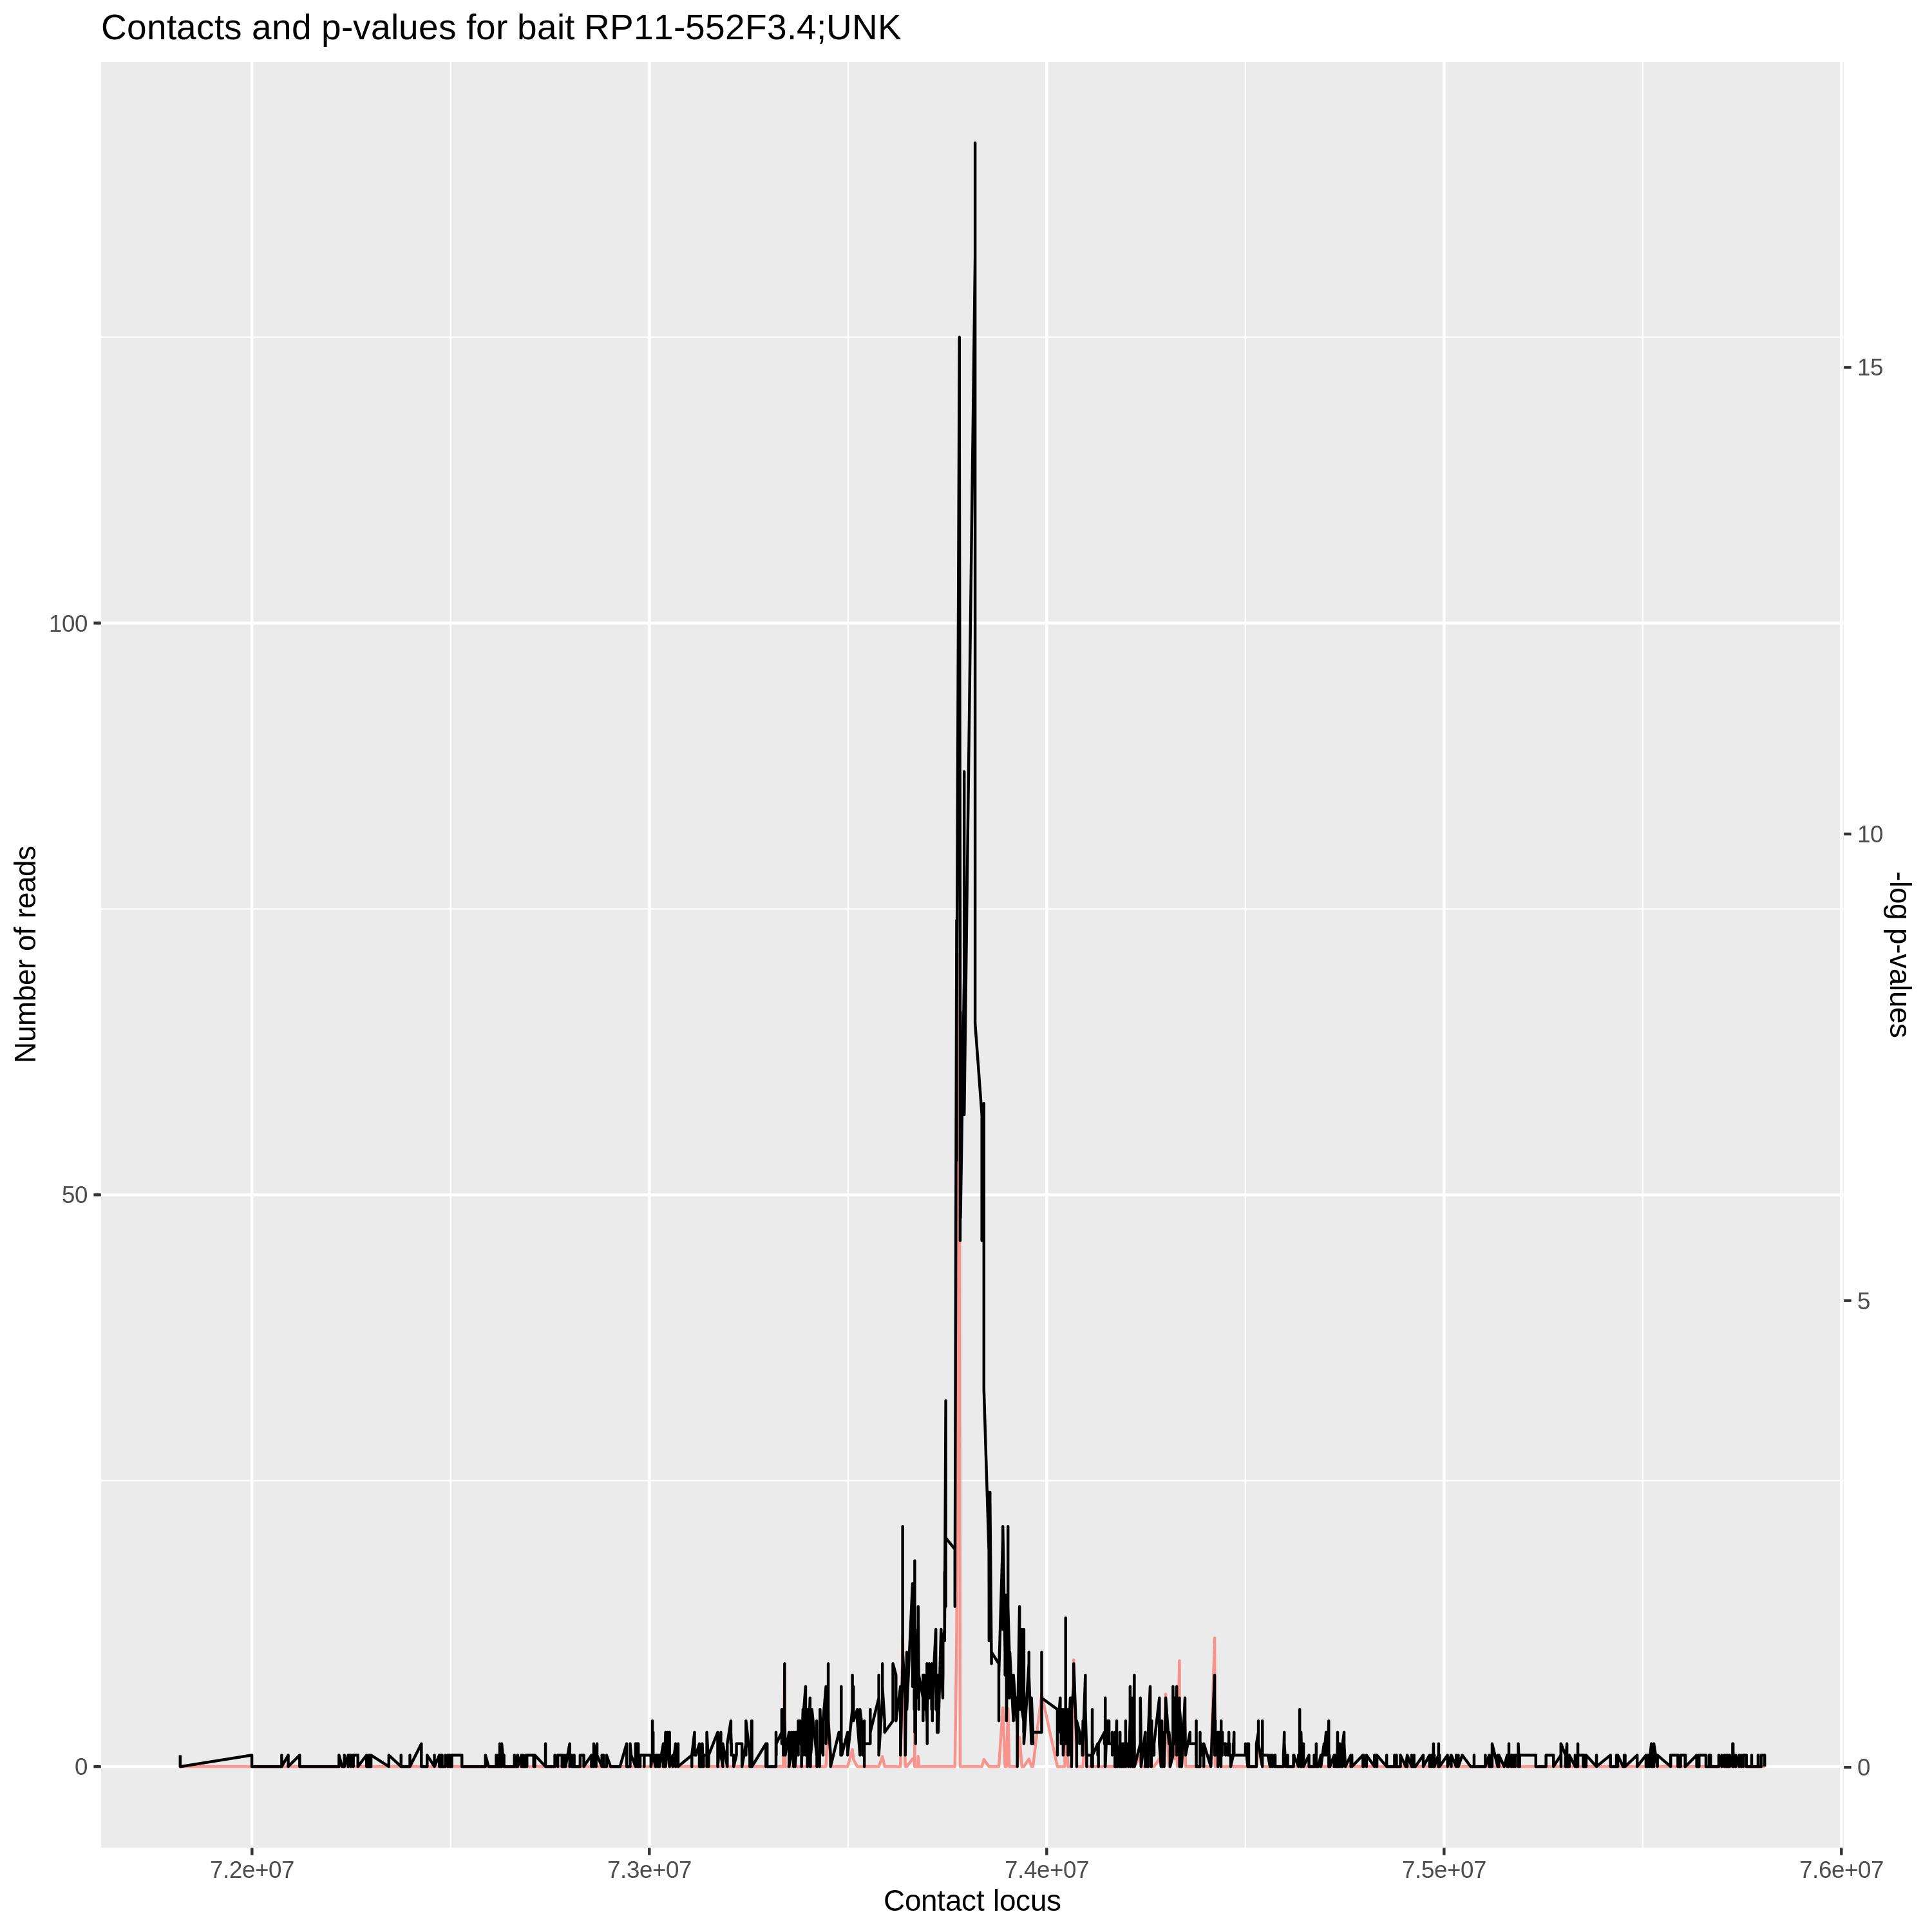 Contacts and p-values for bait RP11-552F3.4;UNK
Number of reads
100
50
0
15
10
5
0
-log p-values
7.2e+07 7.3e+07 7.4e+07 7.5e+07 7.6e+07
Contact locus